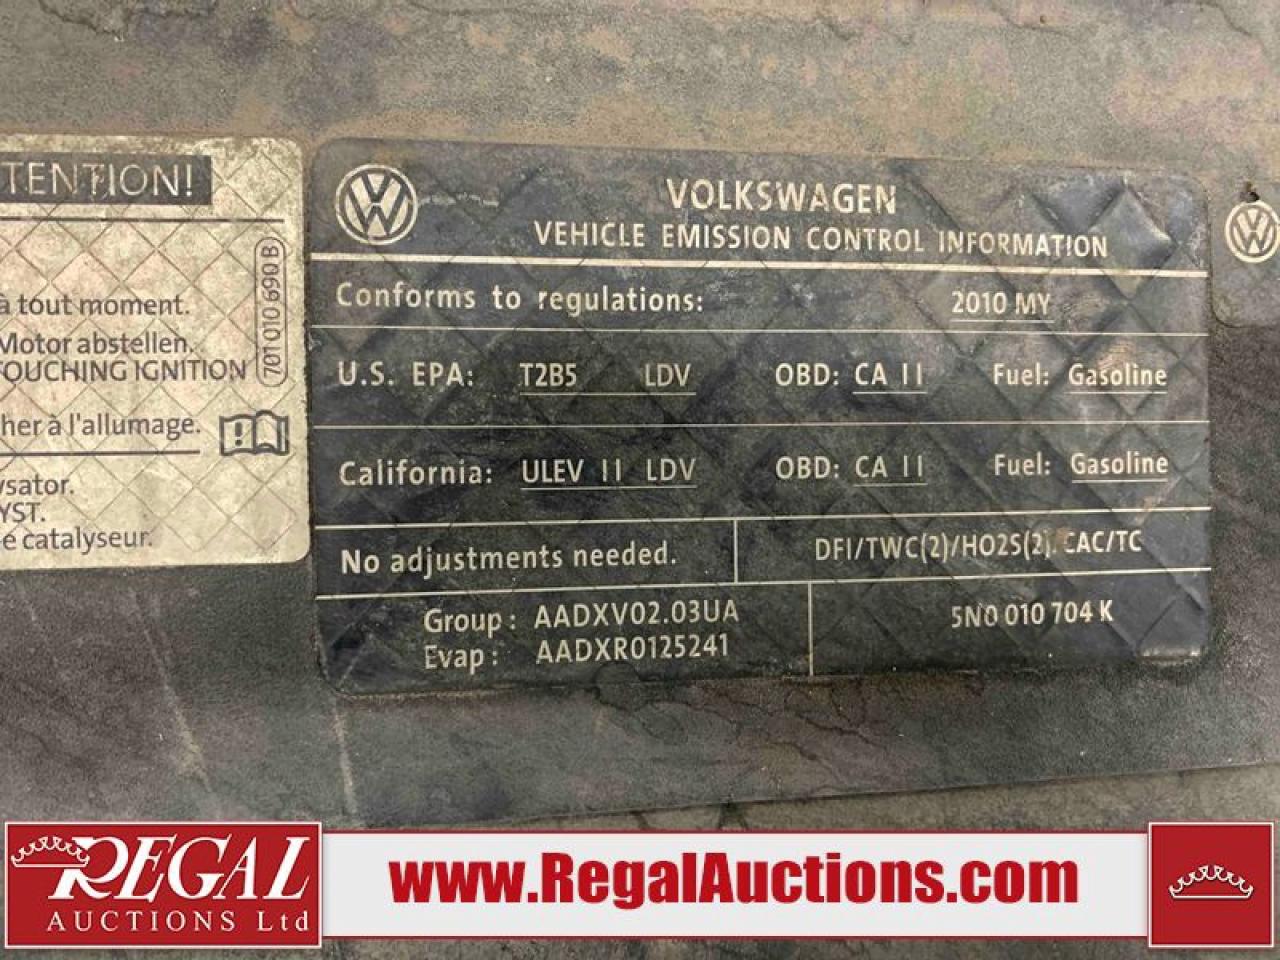 TENTION!
à tout moment.
Motor abstellen.
TOUCHING IGNITION
her à l'allumage.
ysator.
YST.
e catalyseur.
701 010 690 B
VOLKSWAGEN
VEHICLE EMISSION CONTROL INFORMATION
Conforms to regulations: 2010 MY
U.S. EPA: T2B5 LDV OBD: CA II Fuel: Gasoline
California: ULEV II LDV OBD: CA II Fuel: Gasoline
No adjustments needed. DFI/TWC(2)/HO2S(2). CAC/TC
Group: AADXV02.03UA 5N0 010 704 K
Evap: AADXR0125241
REGAL
AUCTIONS Ltd
www.RegalAuctions.com